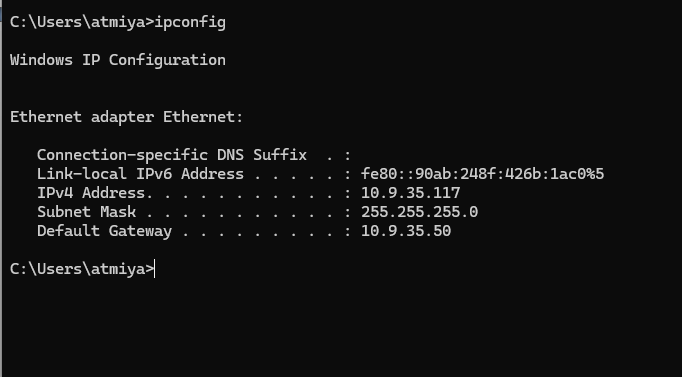 C:\Users\atmiya>ipconfig
Windows IP Configuration
Ethernet adapter Ethernet:
Connection-specific DNS Suffix  . :
Link-local IPv6 Address . . . . . : fe80::90ab:248f:426b:1ac0%5
IPv4 Address. . . . . . . . . . . : 10.9.35.117
Subnet Mask . . . . . . . . . . . : 255.255.255.0
Default Gateway . . . . . . . . . : 10.9.35.50
C:\Users\atmiya>